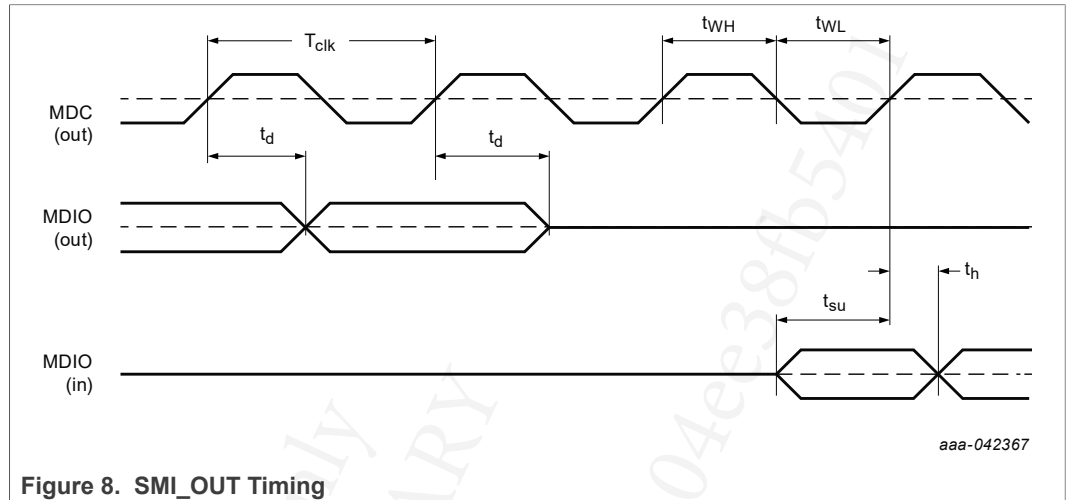 T_clk
t_WH
t_WL
MDC
(out)
t_d
t_d
MDIO
(out)
t_h
t_su
MDIO
(in)
04ee38fb5401
aaa-042367
Figure 8. SMI_OUT Timing